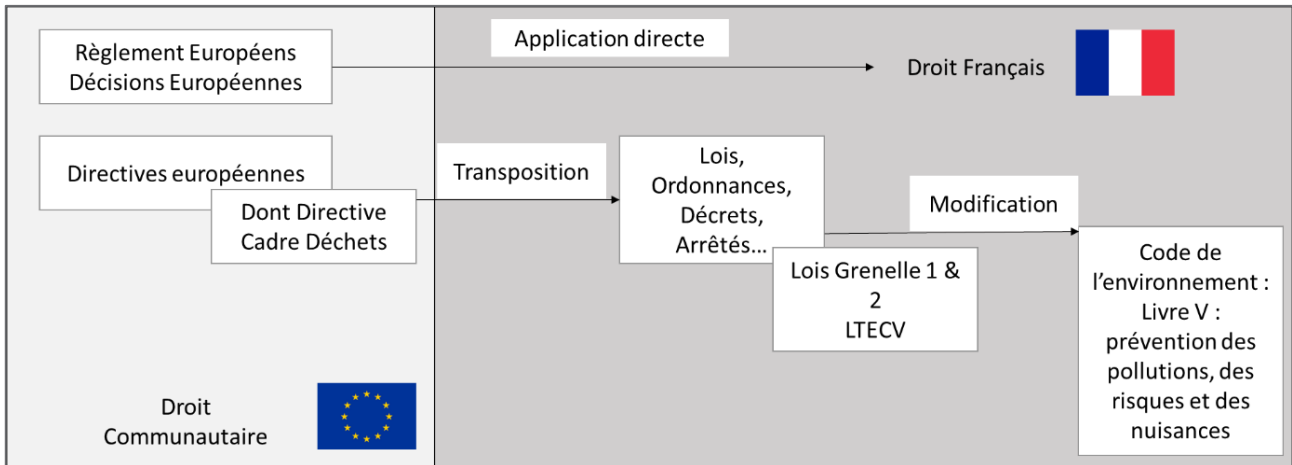 Règlement Européens
Décisions Européennes
Application directe
Droit Français
Directives européennes
Dont Directive
Cadre Déchets
Transposition
Lois,
Ordonnances,
Décrets,
Arrêtés...
Lois Grenelle 1 &
2
LTECV
Modification
Code de
l'environnement :
Livre V :
prévention des
pollutions, des
risques et des
nuisances
Droit
Communautaire